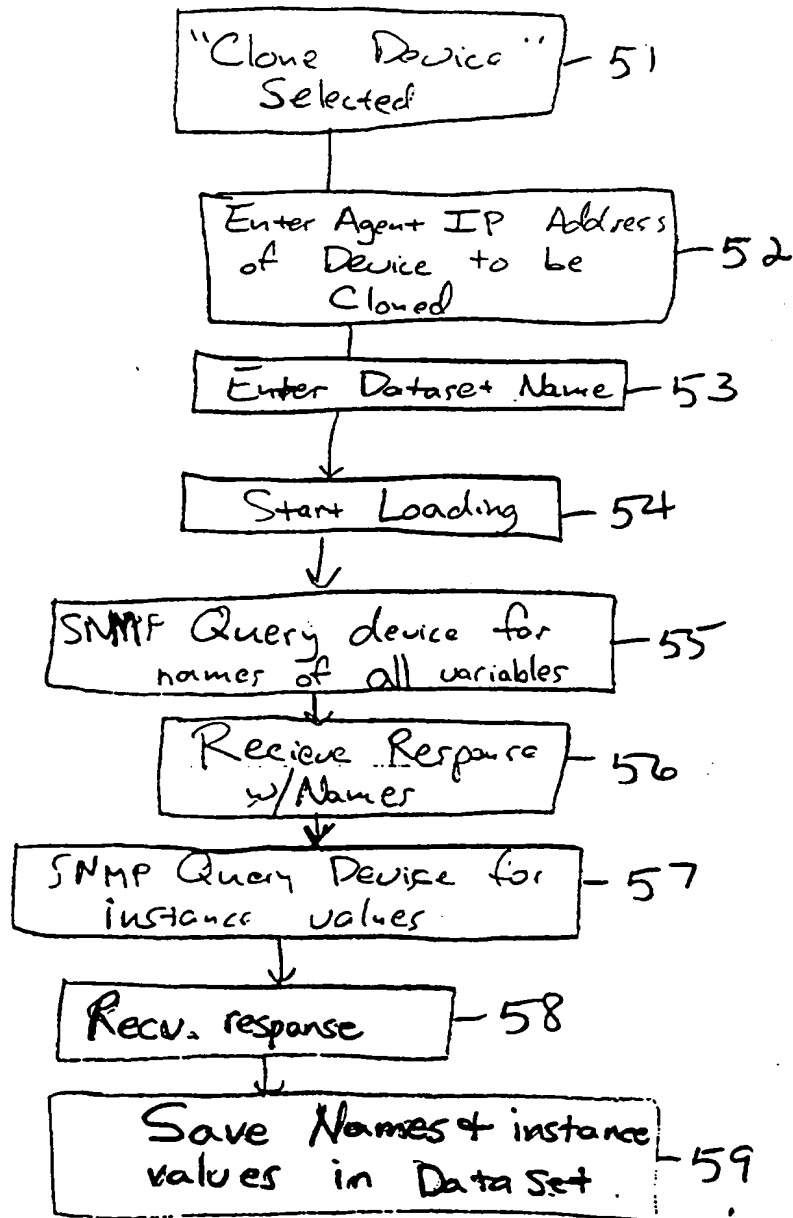 "Clone Device" 51
Selected
Enter Agent IP Address
of Device to be 52
Cloned
Enter Dataset Name 53
Start Loading 54
SNMP Query device for
names of all variables 55
Recieve Response
w/Names 56
SNMP Query Device for 57
instance values
Recv. response 58
Save Names & instance
values in Data Set. 59